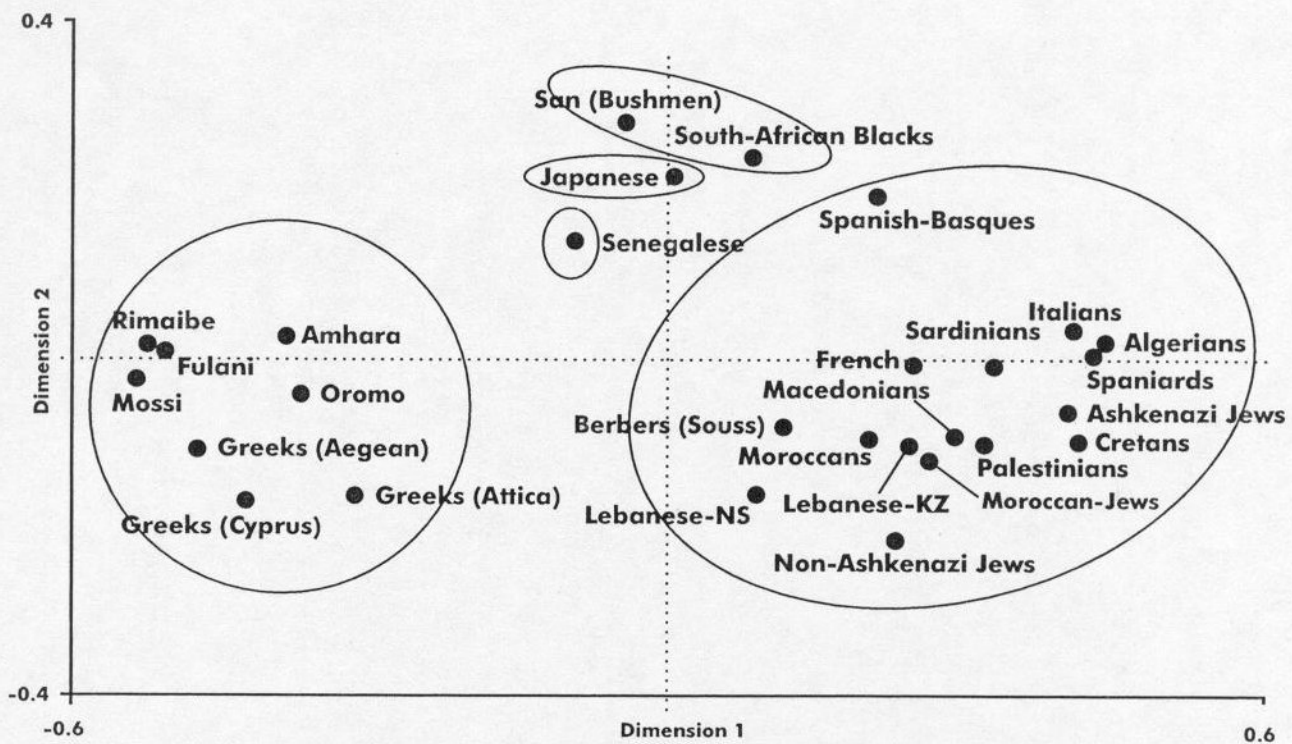 0.4
San (Bushmen)
South-African Blacks
Japanese
Spanish-Basques
Senegalese
Rimaibe
Amhara
Italians
Sardinians
Algerians
Fulani
French
Spaniards
Mossi
Oromo
Macedonians
Ashkenazi Jews
Berbers (Souss)
Greeks (Aegean)
Moroccans
Cretans
Palestinians
Greeks (Attica)
Lebanese-KZ
Moroccan-Jews
Greeks (Cyprus)
Lebanese-NS
Non-Ashkenazi Jews
Dimension 2
-0.4
-0.6
Dimension 1
0.6